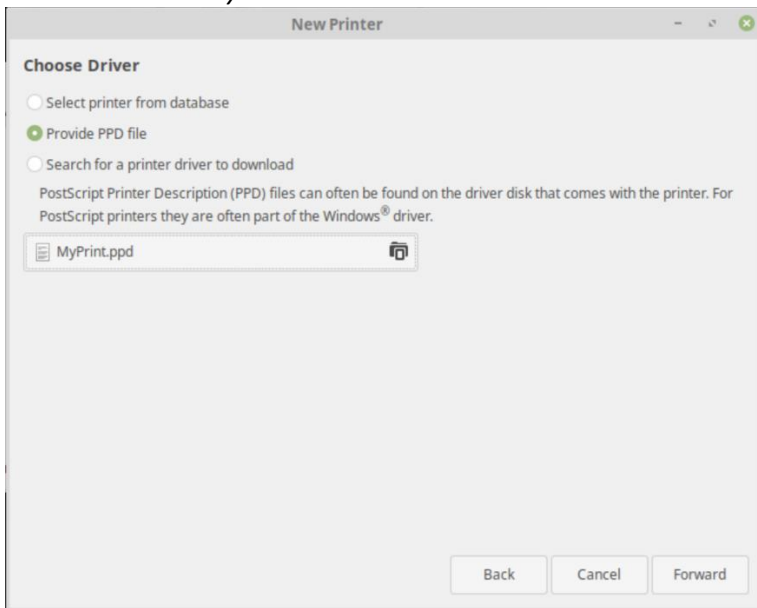 New Printer
Choose Driver
Select printer from database
Provide PPD file
Search for a printer driver to download
PostScript Printer Description (PPD) files can often be found on the driver disk that comes with the printer. For
PostScript printers they are often part of the Windows® driver.
MyPrint.ppd
Back Cancel Forward